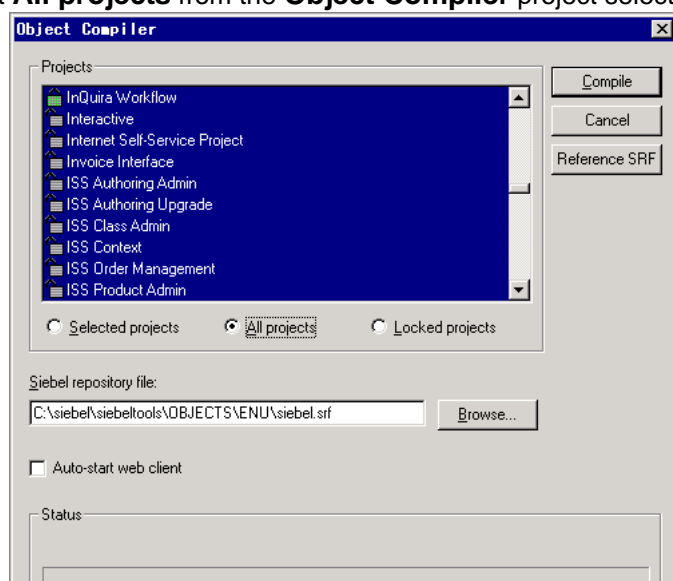 All projects from the Object Compiler project select
Object Compiler
Projects
InQuira Workflow
Interactive
Internet Self-Service Project
Invoice Interface
ISS Authoring Admin
ISS Authoring Upgrade
ISS Class Admin
ISS Context
ISS Order Management
ISS Product Admin
Compile
Cancel
Reference SRF
Selected projects All projects Locked projects
Siebel repository file:
C:\siebel\siebeltools\OBJECTS\ENU\siebel.srf Browse...
Auto-start web client
Status